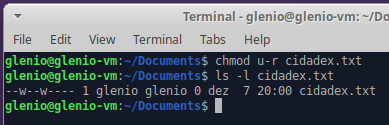 Terminal - glenio@glenio-vm: ~/Documents
File Edit View Terminal Tabs Help
glenio@glenio-vm:~/Documents$ chmod u-r cidadex.txt
glenio@glenio-vm:~/Documents$ ls -l cidadex.txt
--w--w---- 1 glenio glenio 0 dez  7 20:00 cidadex.txt
glenio@glenio-vm:~/Documents$